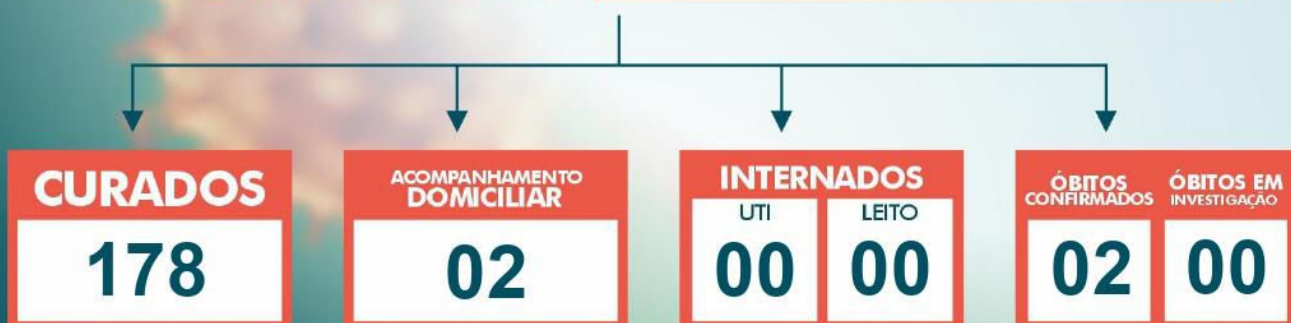 CURADOS
178
ACOMPANHAMENTO
DOMICILIAR
02
INTERNADOS
UTI
00
LEITO
00
ÓBITOS
CONFIRMADOS
02
ÓBITOS EM
INVESTIGAÇÃO
00